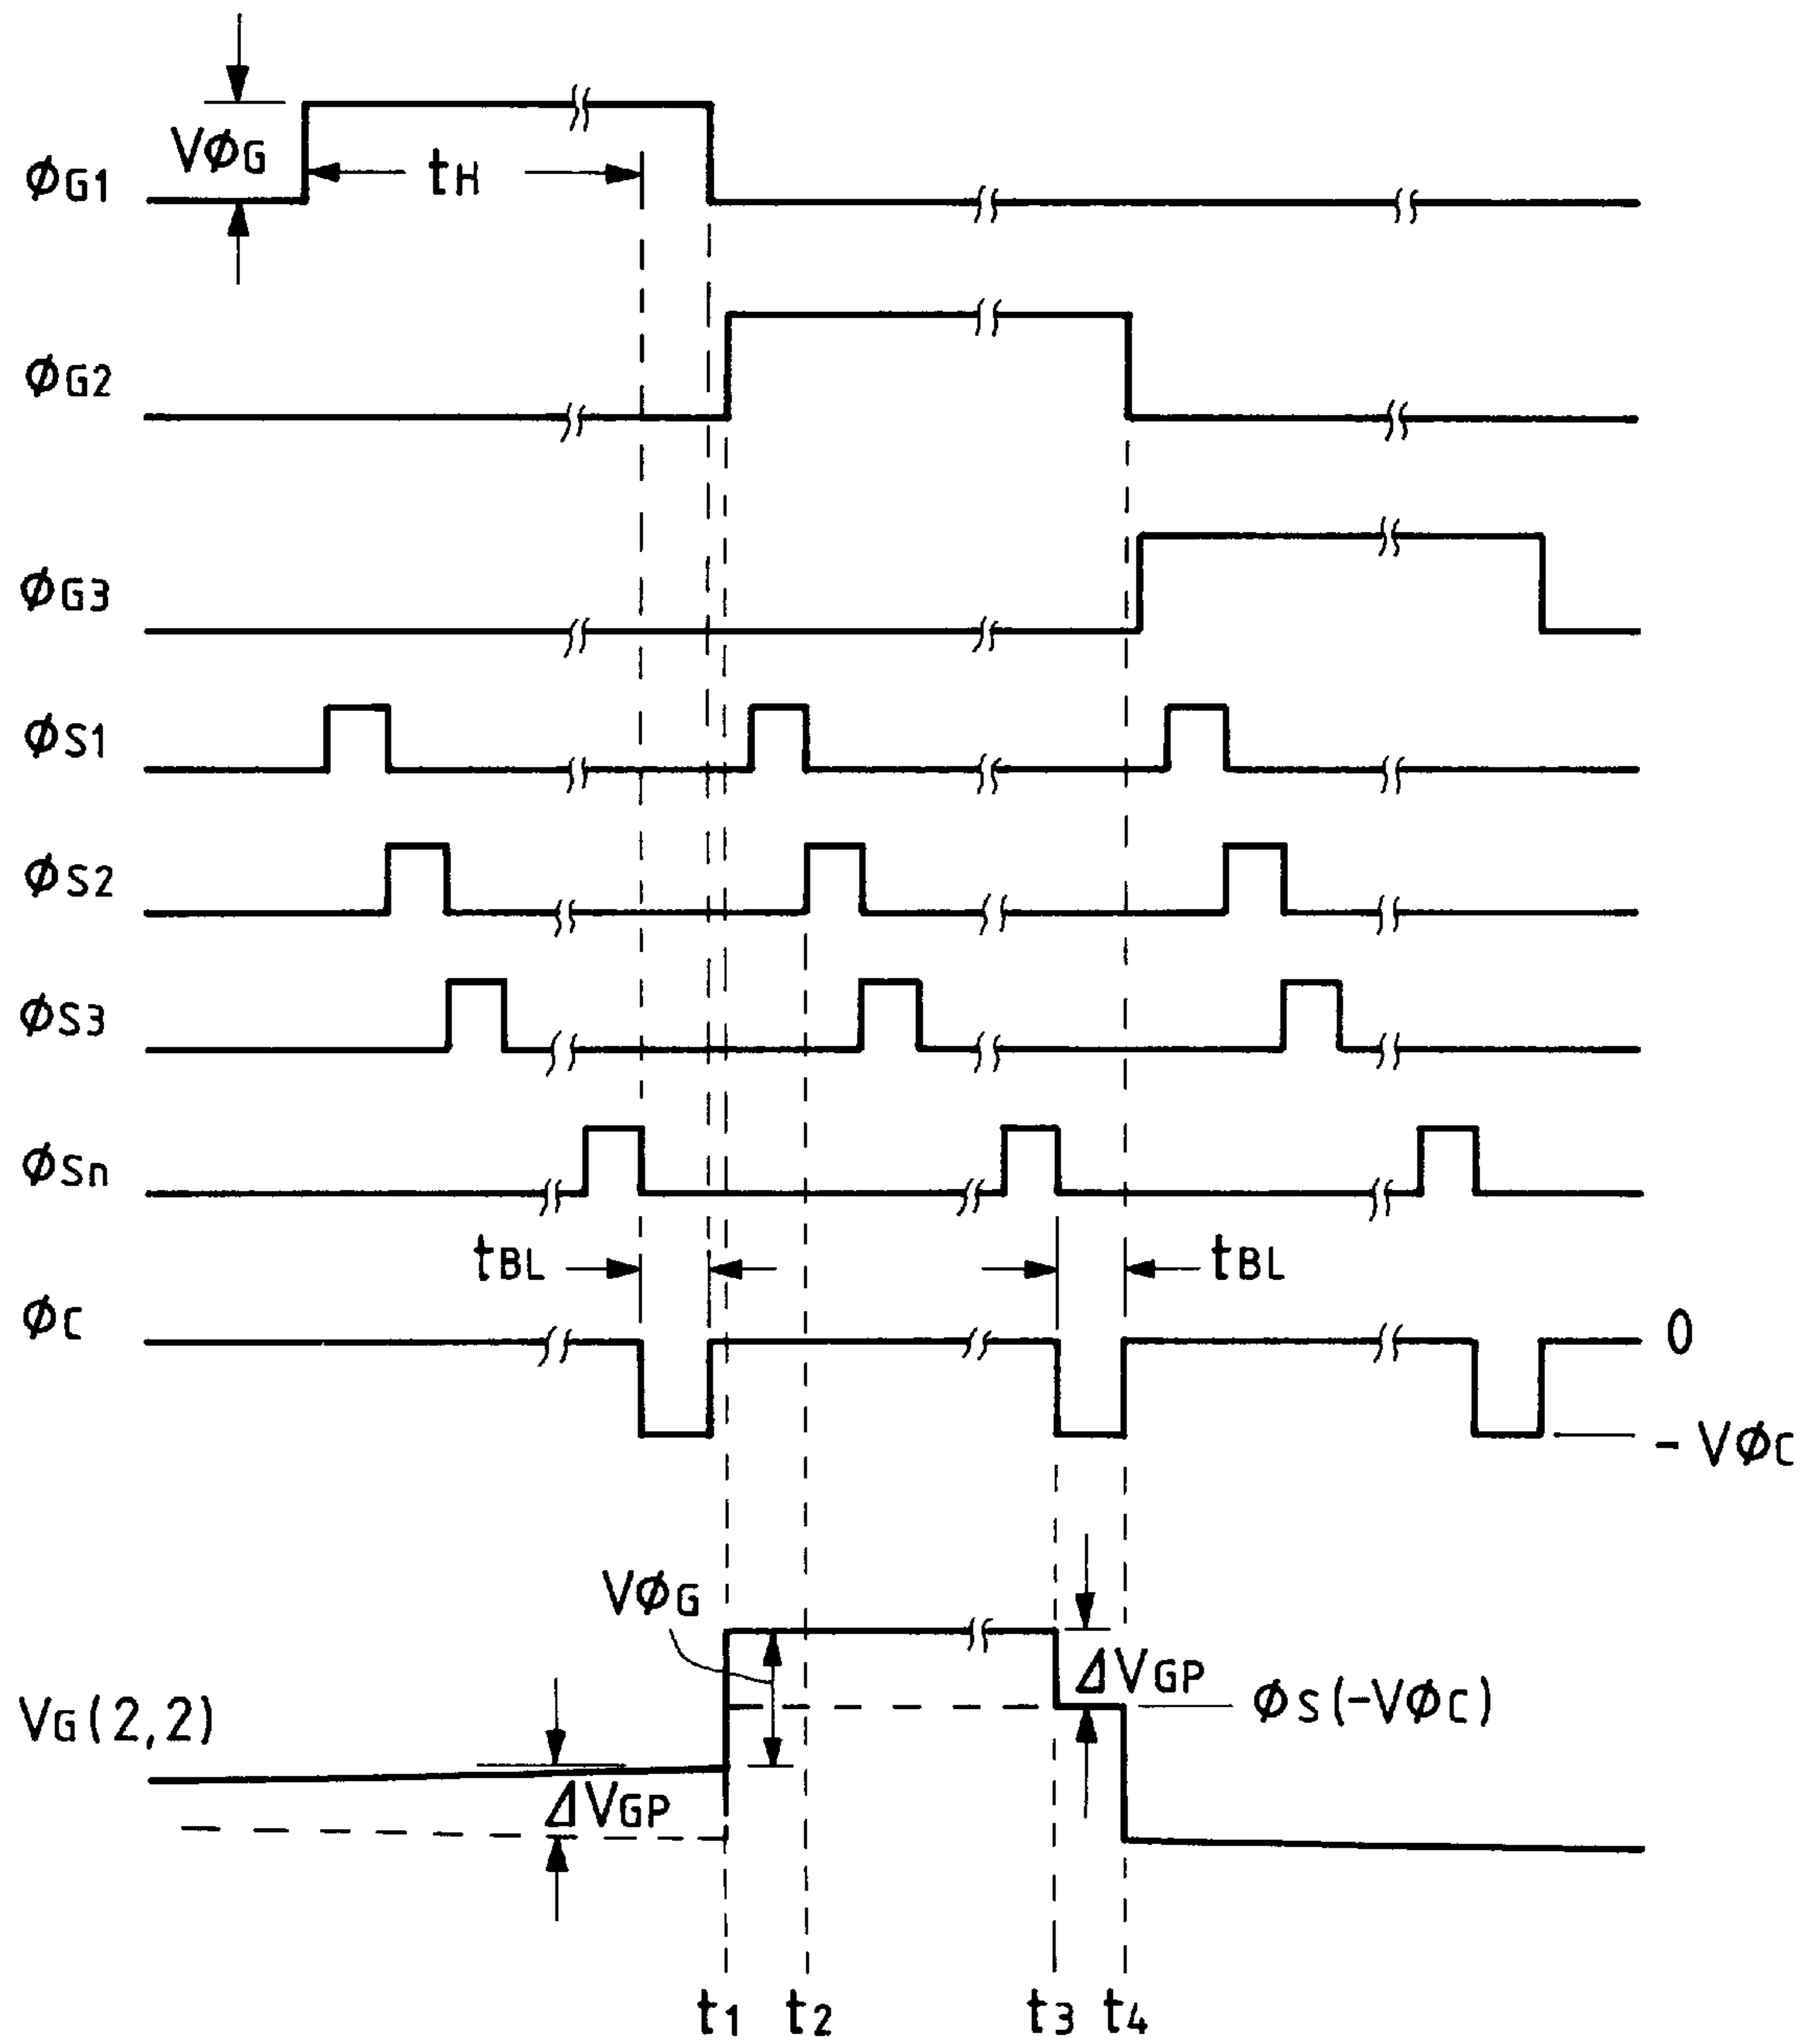 VφG
φG1
tH
φG2
φG3
φS1
φS2
φS3
φSn
tBL
tBL
φC
0
- VφC
VφG
ΔVGP
φS(-VφC)
VG(2,2)
ΔVGP
t1 t2 t3 t4